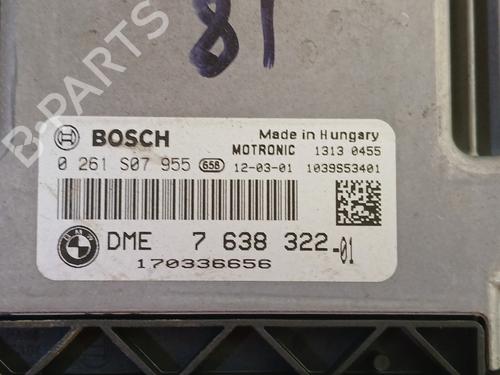 81
B-PARTS
BOSCH
Made in Hungary
MOTRONIC 1313 0455
0 261 S07 955 658 12-03-01 1039S53401
BMW
DME 7 638 322-01
170336656